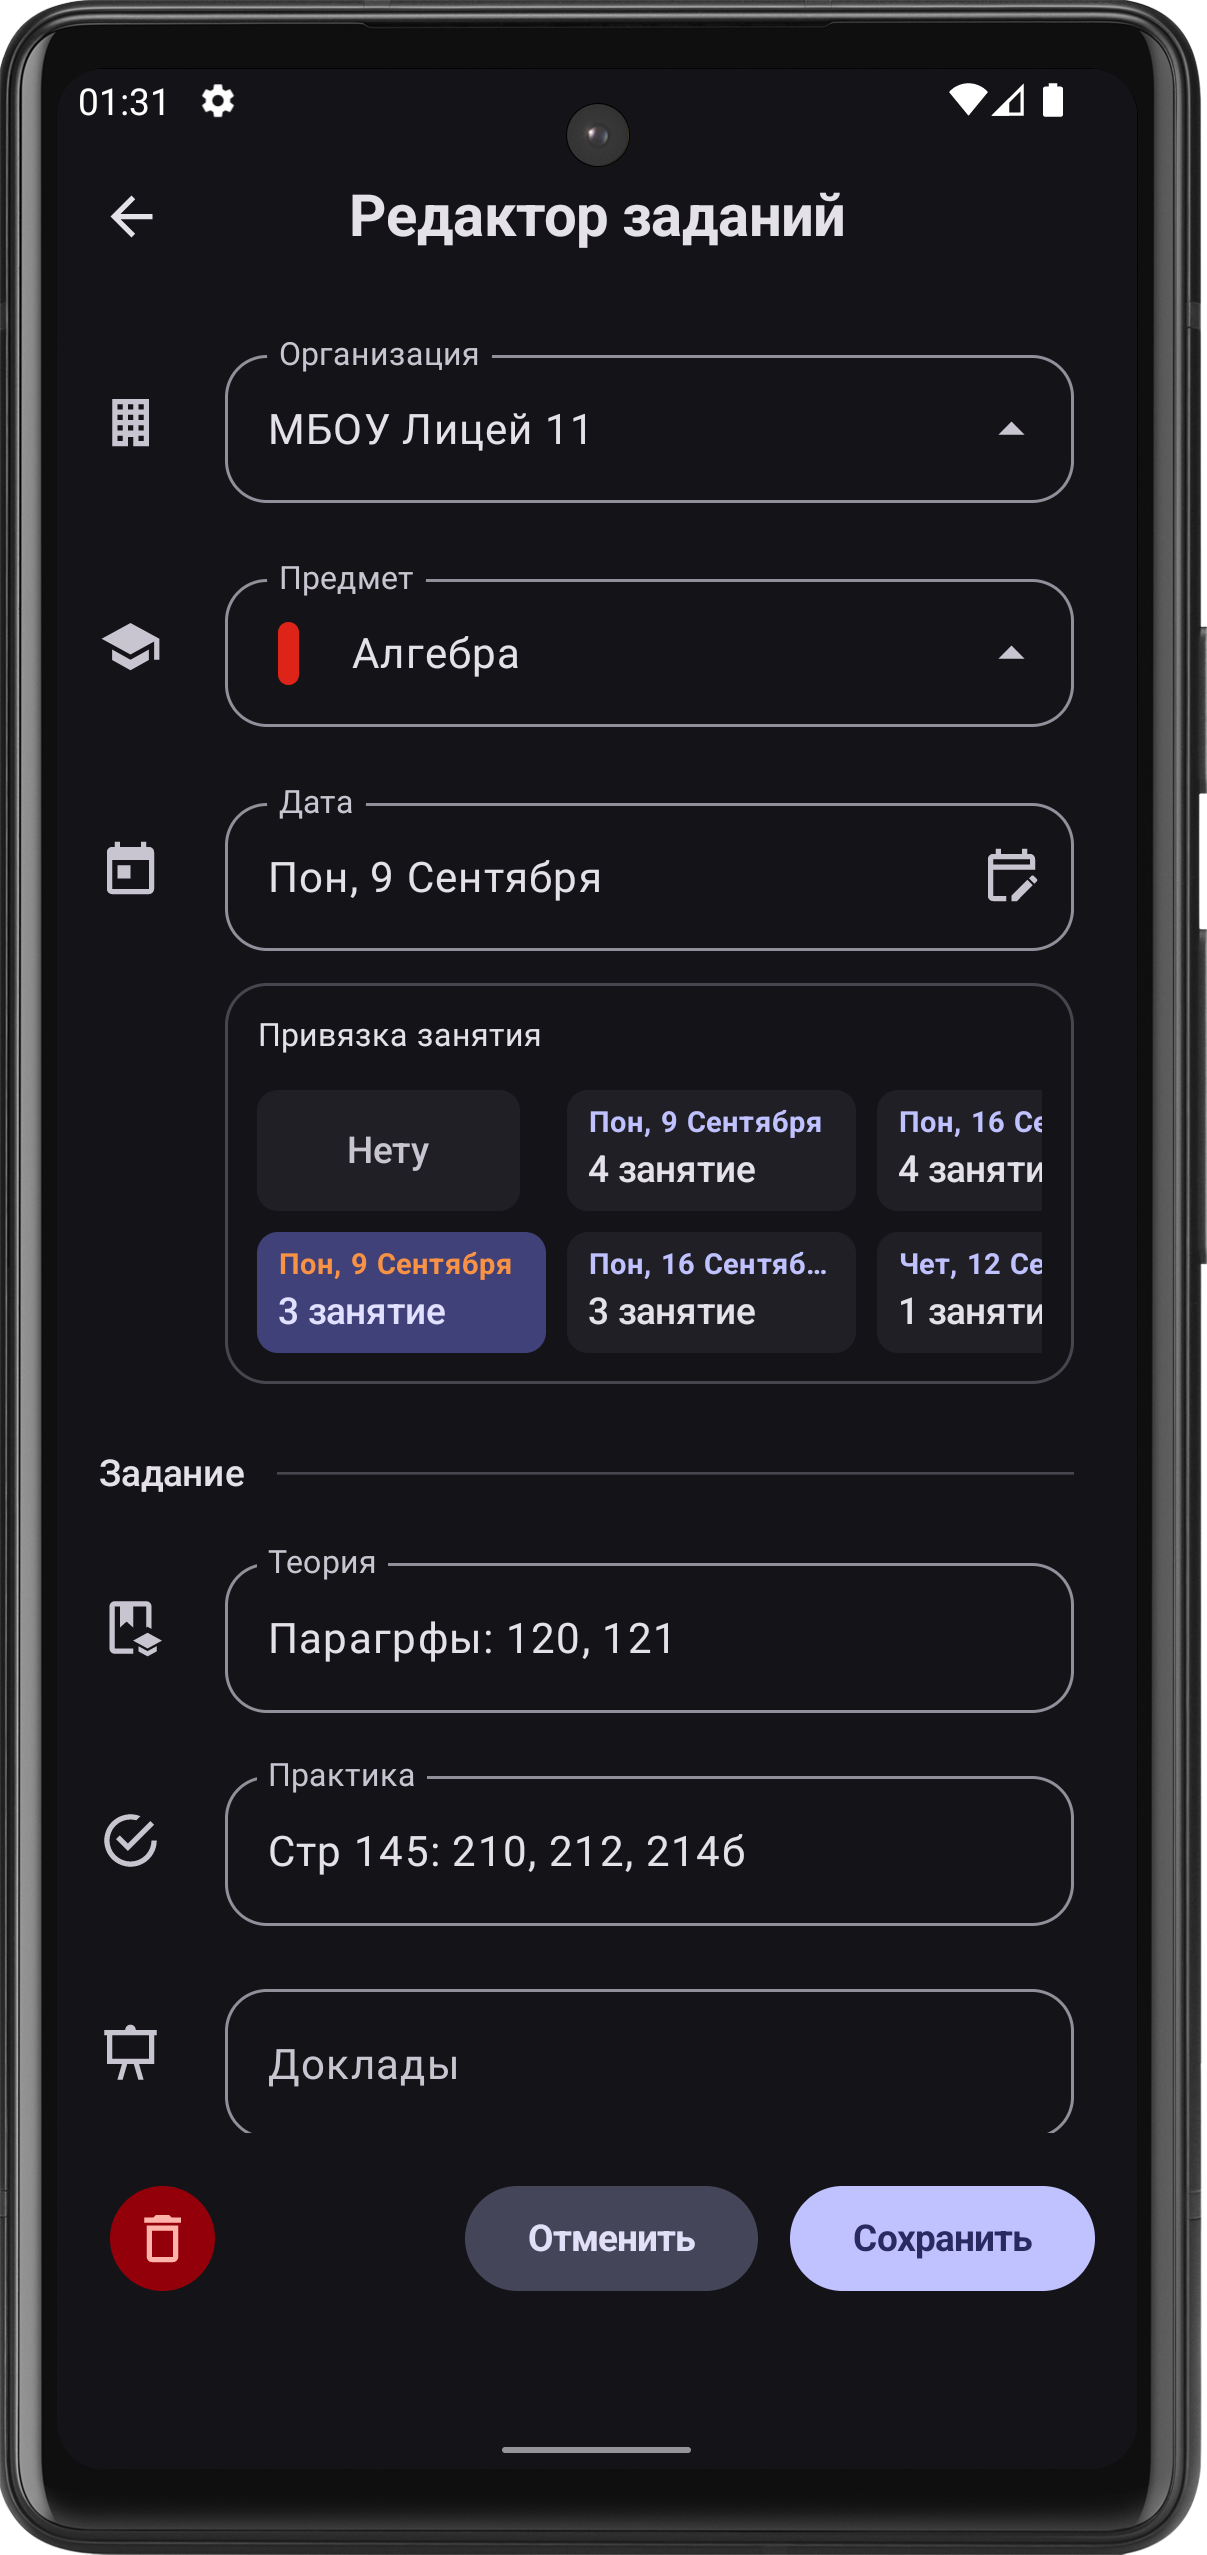 01:31
Редактор заданий
Организация
МБОУ Лицей 11
Предмет
Алгебра
Дата
Пон, 9 Сентября
Привязка занятия
Нету
Пон, 9 Сентября
4 занятие
Пон, 16 Се
4 заняти
Пон, 9 Сентября
3 занятие
Пон, 16 Сентяб...
3 занятие
Чет, 12 Се
1 заняти
Задание
Теория
Парагрфы: 120, 121
Практика
Стр 145: 210, 212, 214б
Доклады
Отменить
Сохранить